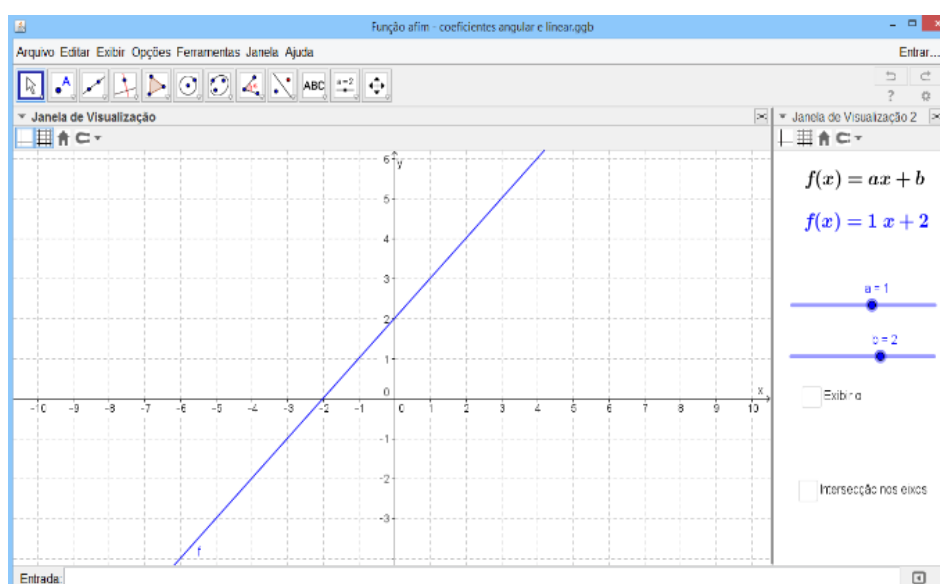 Função afim - coeficientes angular e linear.ggb
Arquivo Editar Exibir Opções Ferramentas Janela Ajuda
Entrar...
A
ABC
a=2
?
Janela de Visualização
Janela de Visualização 2
f(x) = ax + b
f(x) = 1 x + 2
a = 1
b = 2
Exibir α
Intersecção nos eixos
y
6
5
4
3
2
1
0
-10 -9 -8 -7 -6 -5 -4 -3 -2 -1 0 1 2 3 4 5 6 7 8 9 10
x
-1
-2
-3
f
Entrada: